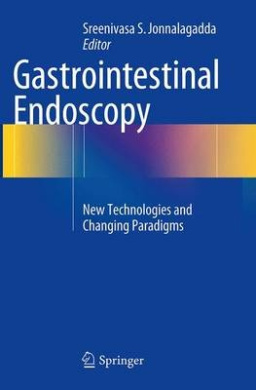 Sreenivasa S. Jonnalagadda
Editor
Gastrointestinal
Endoscopy
New Technologies and
Changing Paradigms
Springer